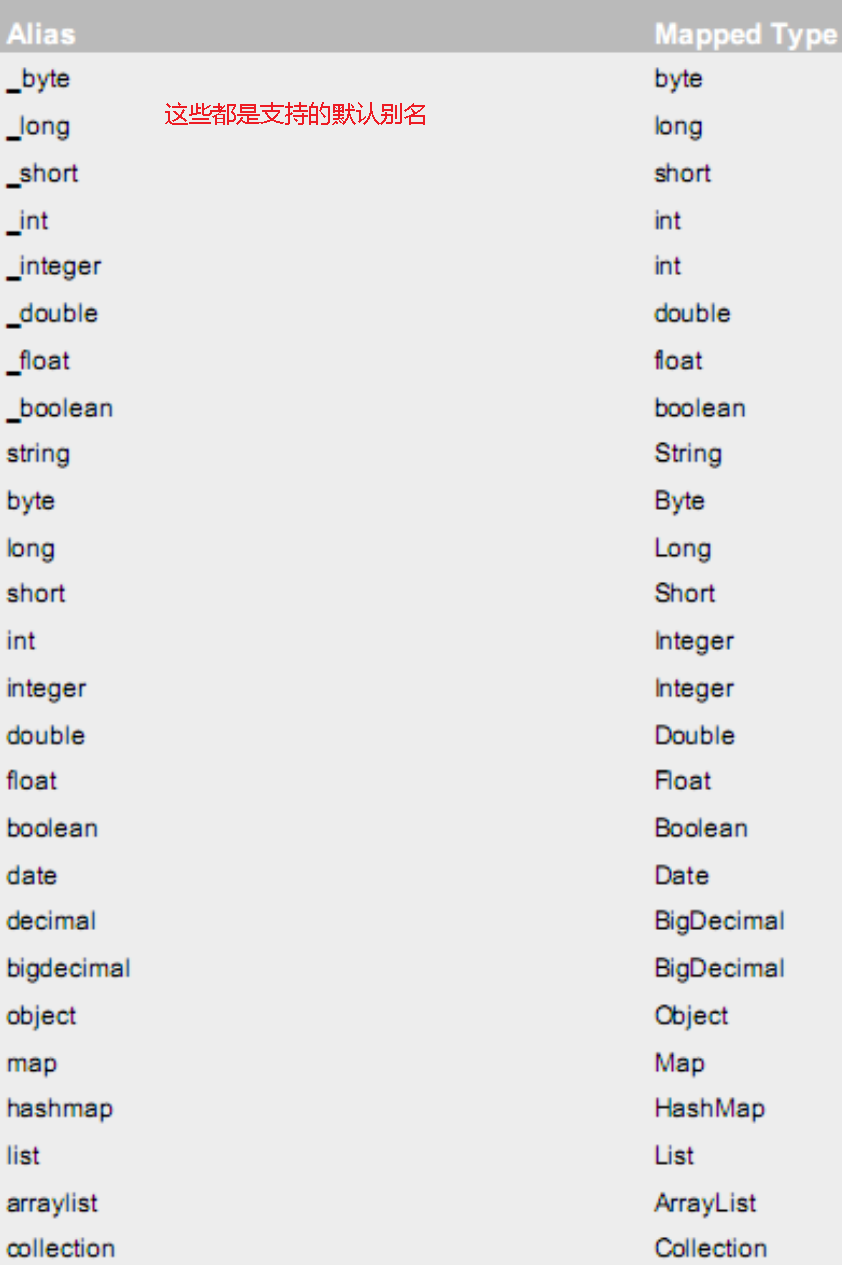 Alias Mapped Type
_byte byte
这些都是支持的默认别名
_long long
_short short
_int int
_integer int
_double double
_float float
_boolean boolean
string String
byte Byte
long Long
short Short
int Integer
integer Integer
double Double
float Float
boolean Boolean
date Date
decimal BigDecimal
bigdecimal BigDecimal
object Object
map Map
hashmap HashMap
list List
arraylist ArrayList
collection Collection